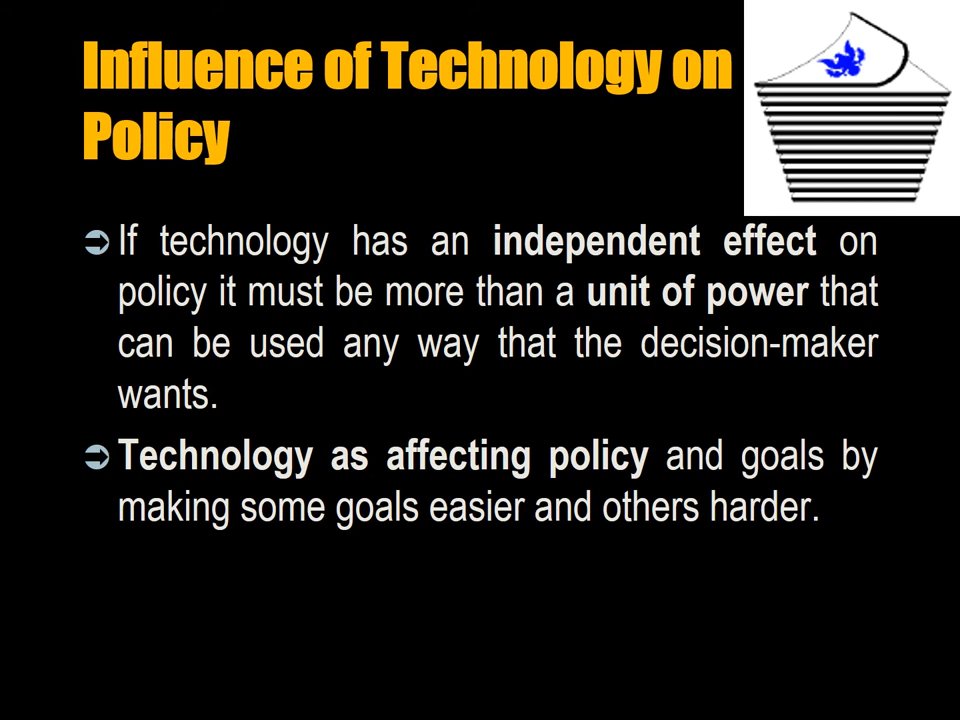 Influence of Technology on
Policy
If technology has an independent effect on
policy it must be more than a unit of power that
can be used any way that the decision-maker
wants.
Technology as affecting policy and goals by
making some goals easier and others harder.